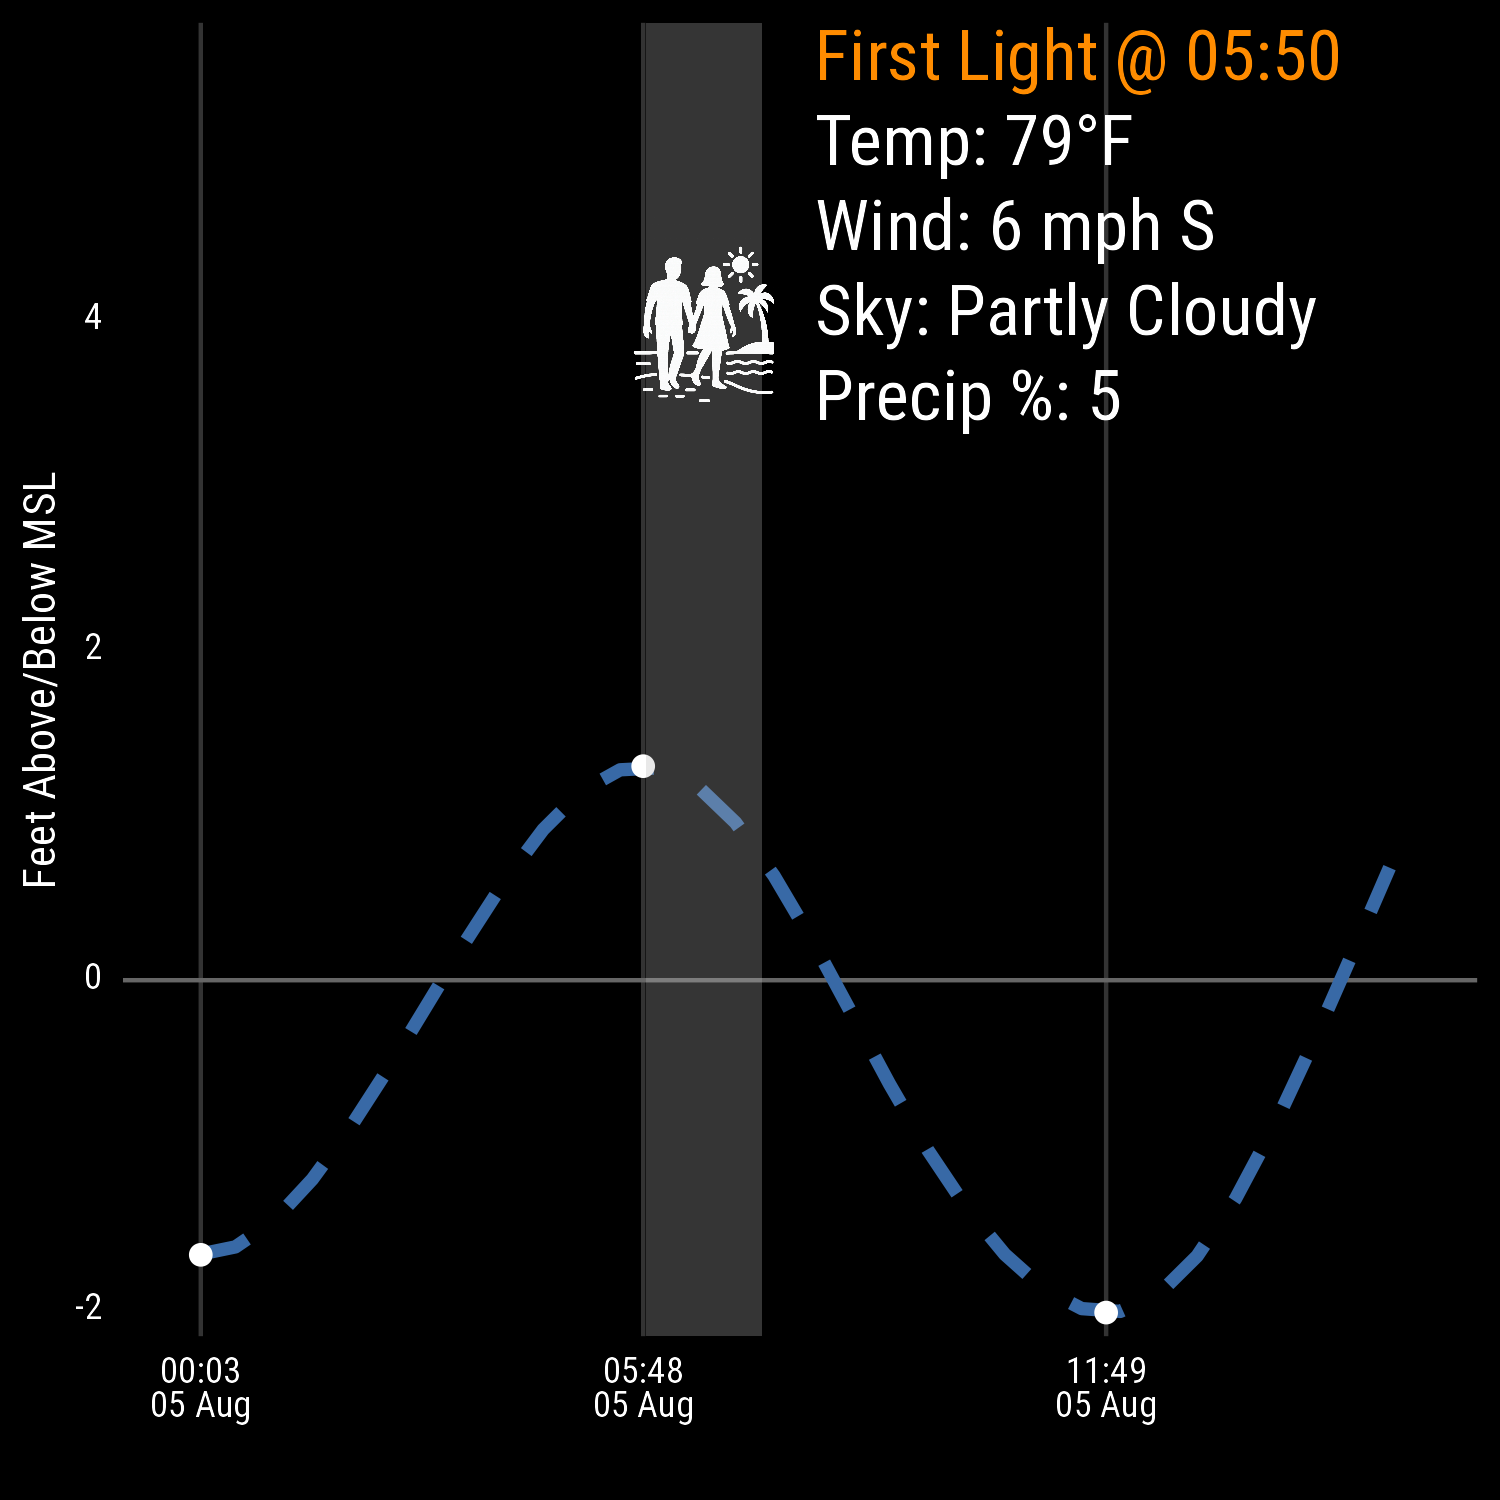 First Light @ 05:50
Temp: 79°F
Wind: 6 mph S
Sky: Partly Cloudy
Precip %: 5
Feet Above/Below MSL
4
2
0
-2
00:03
05 Aug
05:48
05 Aug
11:49
05 Aug